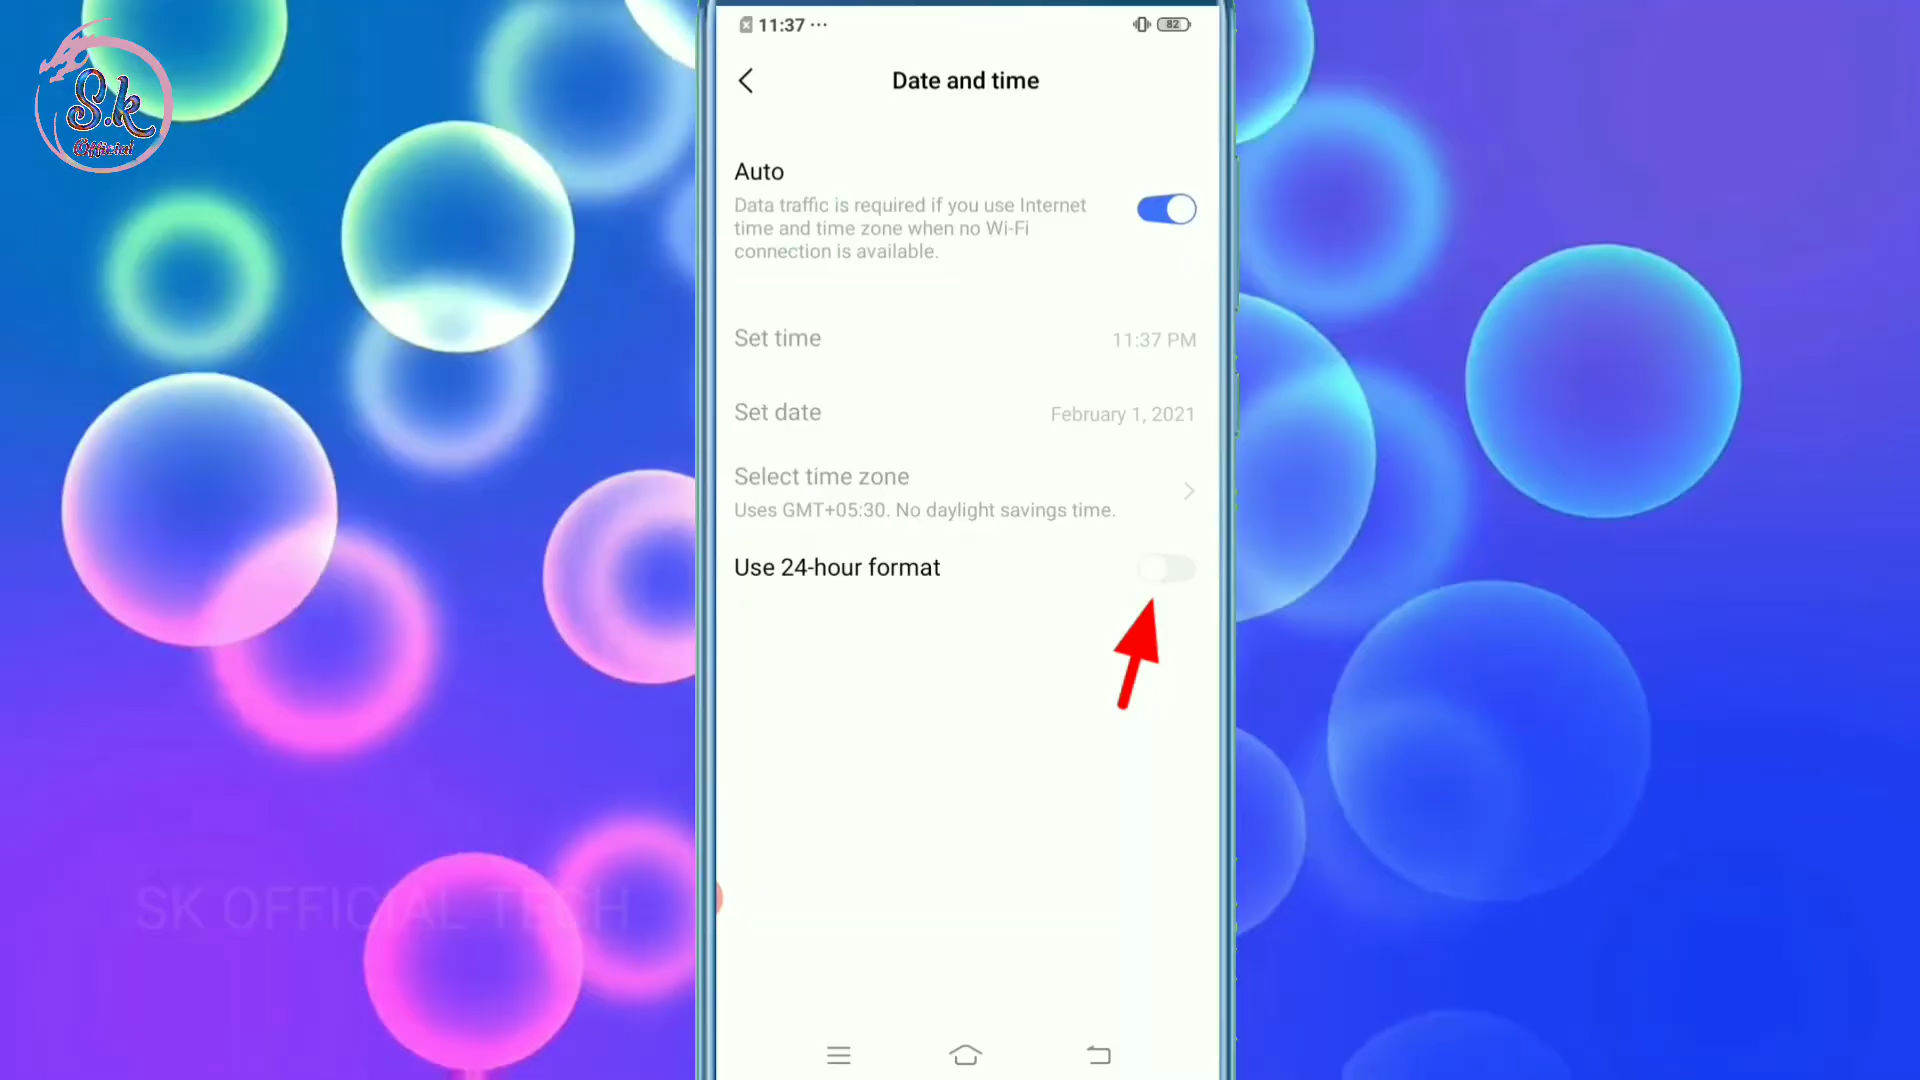 S.k
Official
11:37 ···
82
Date and time
Auto
Data traffic is required if you use Internet
time and time zone when no Wi-Fi
connection is available.
Set time
11:37 PM
Set date
February 1, 2021
Select time zone
Uses GMT+05:30. No daylight savings time.
Use 24-hour format
SK OFFICIAL TECH